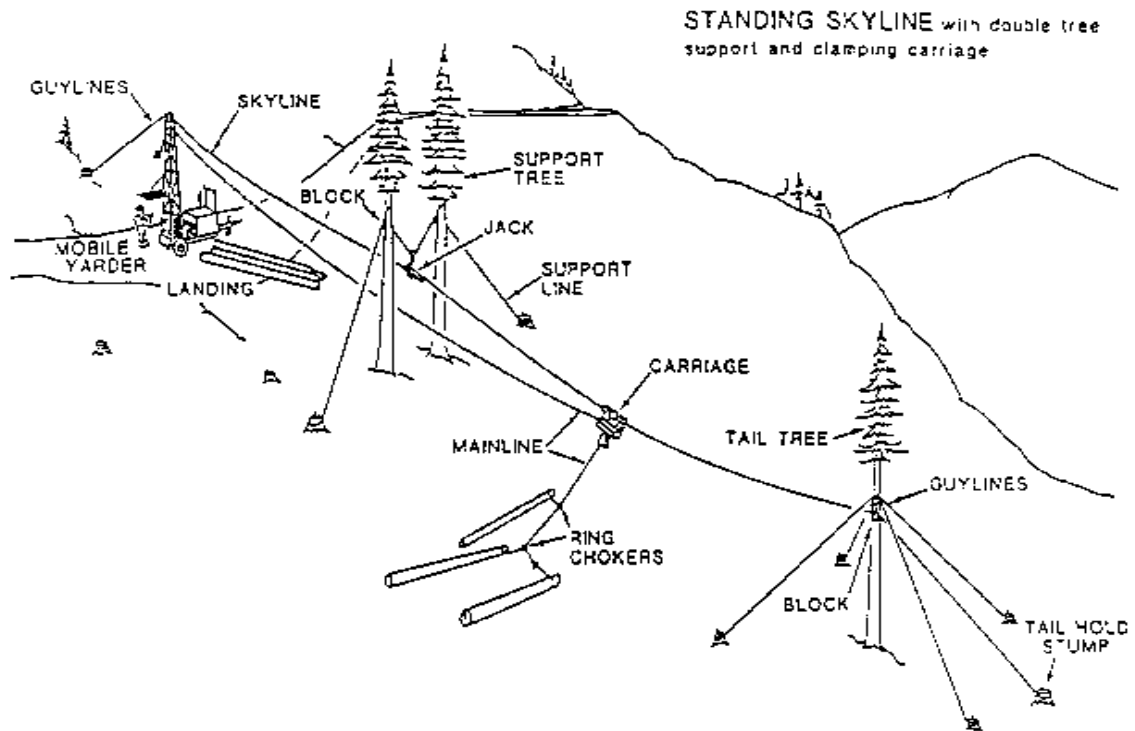 STANDING SKYLINE with double tree
support and clamping carriage
GUYLINES
SKYLINE
SUPPORT
TREE
BLOCK
JACK
MOBILE
YARDER
LANDING
SUPPORT
LINE
CARRIAGE
MAINLINE
TAIL TREE
GUYLINES
RING
CHOKERS
BLOCK
TAIL HOLD
STUMP